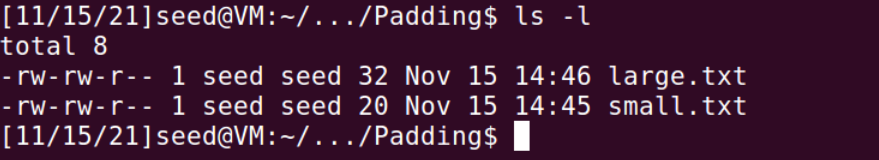 [11/15/21]seed@VM:~/.../Padding$ ls -l
total 8
-rw-rw-r-- 1 seed seed 32 Nov 15 14:46 large.txt
-rw-rw-r-- 1 seed seed 20 Nov 15 14:45 small.txt
[11/15/21]seed@VM:~/.../Padding$